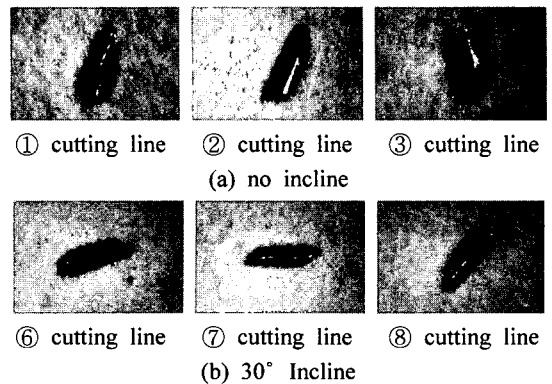 ① cutting line ② cutting line ③ cutting line
(a) no incline
⑥ cutting line ⑦ cutting line ⑧ cutting line
(b) 30° Incline